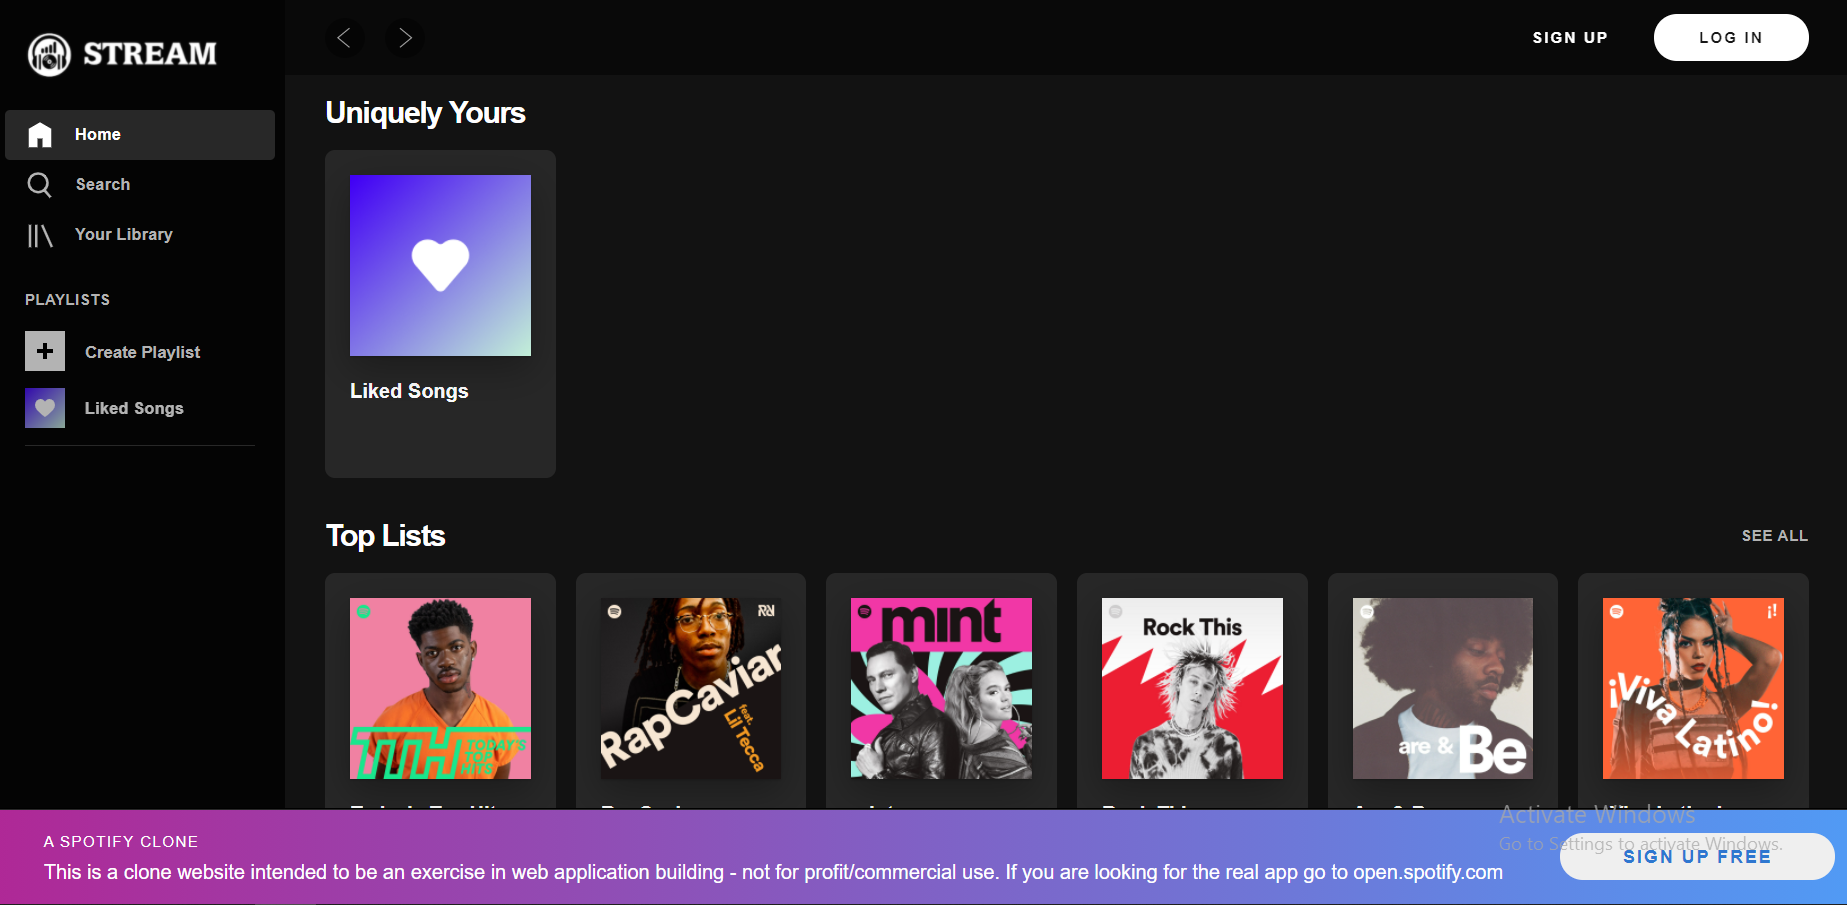 STREAM
SIGN UP
LOG IN
Home
Search
Your Library
PLAYLISTS
Create Playlist
Liked Songs
Uniquely Yours
Liked Songs
Top Lists
SEE ALL
TODAY'S
TOP
HITS
TTH
RapCaviar
feat.
Lil Tecca
mint
Rock This
are & Be
¡Viva Latino!
Activate Windows
Go to Settings to activate Windows.
A SPOTIFY CLONE
This is a clone website intended to be an exercise in web application building - not for profit/commercial use. If you are looking for the real app go to open.spotify.com
SIGN UP FREE